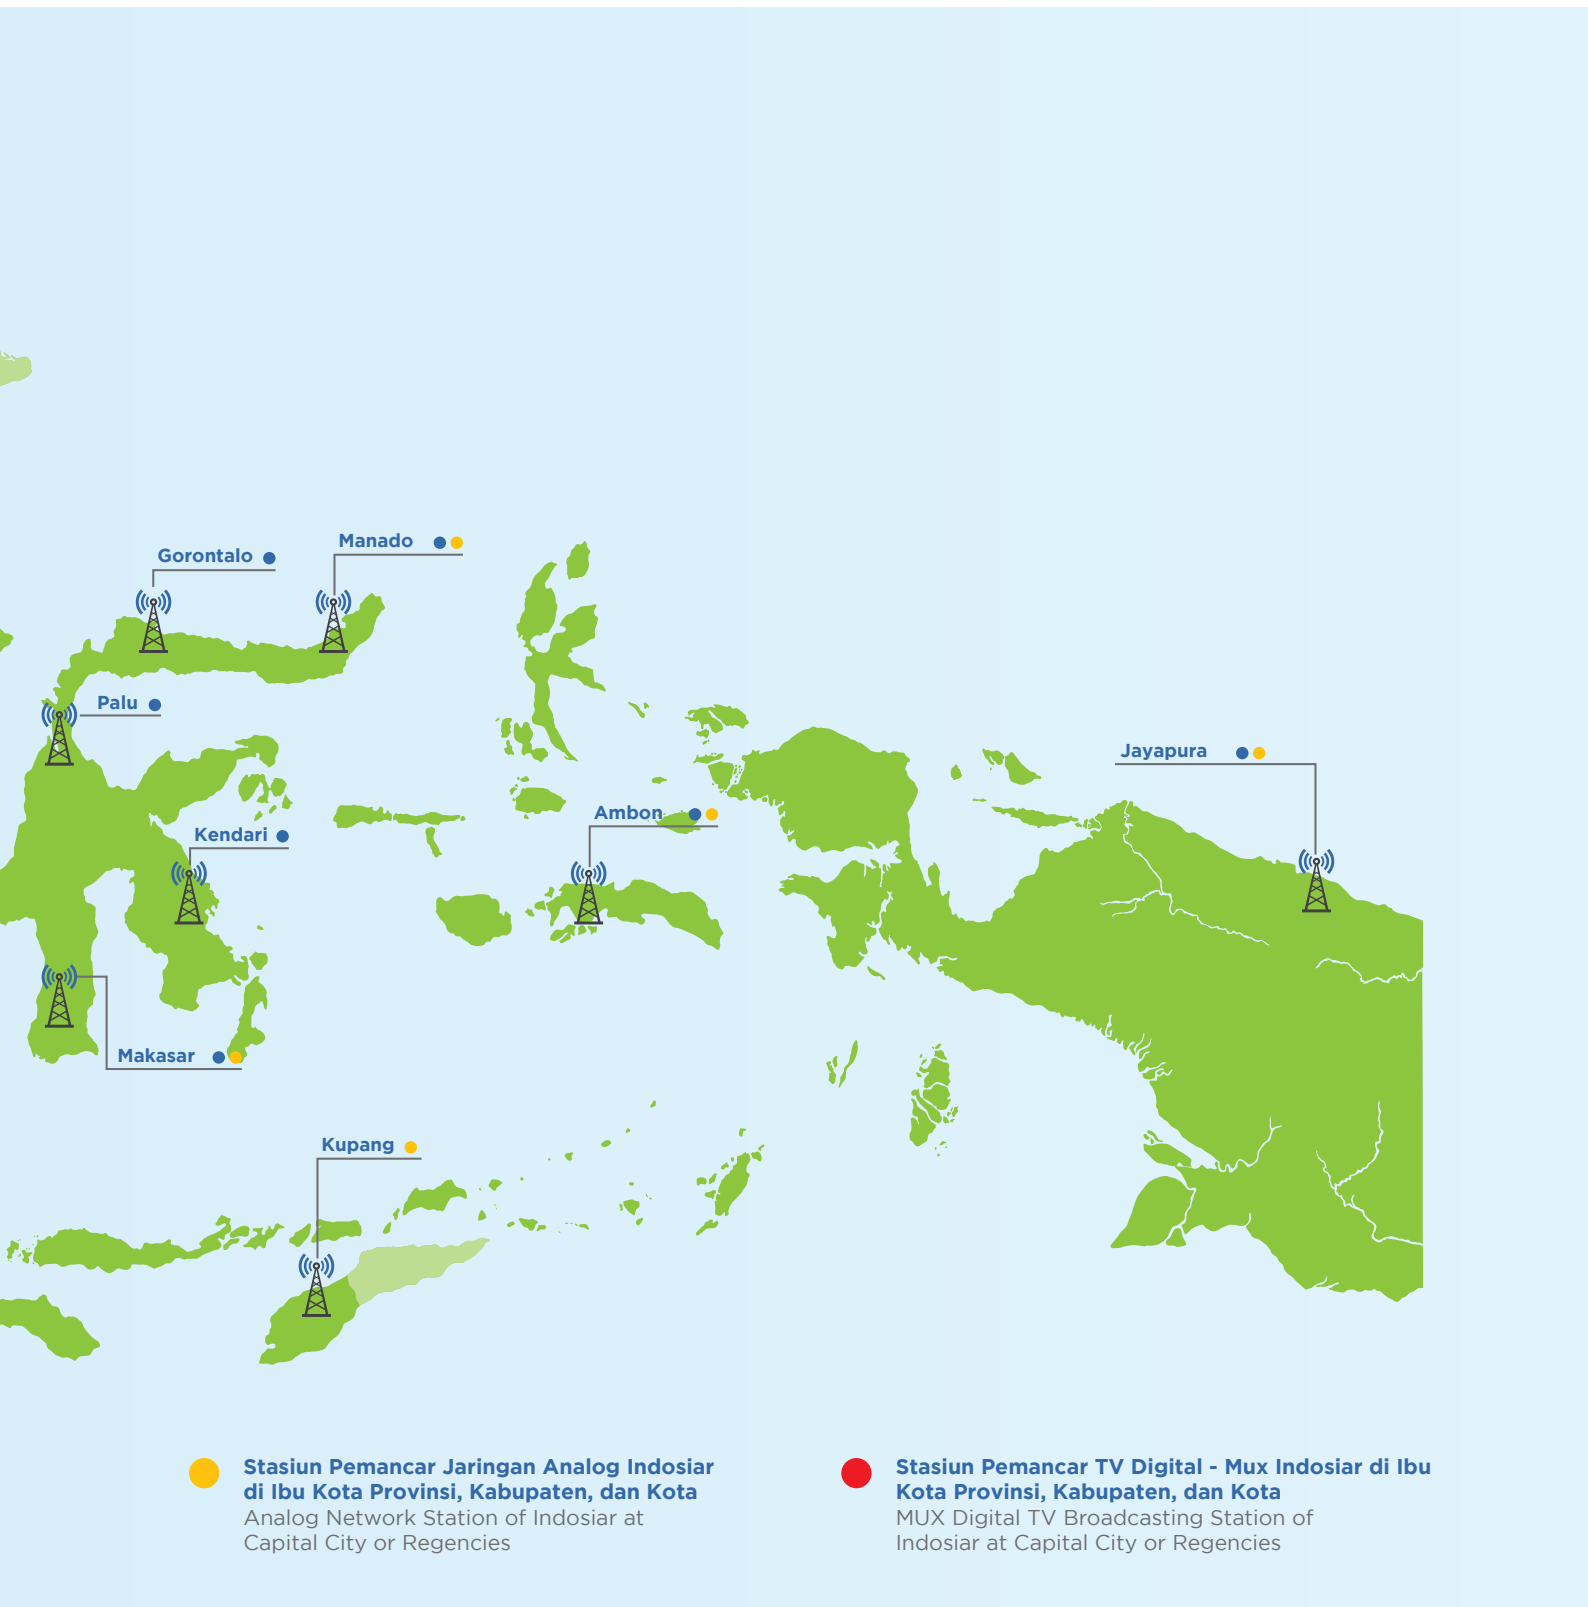 Manado
Gorontalo
Palu
Jayapura
Ambon
Kendari
Makasar
Kupang
Stasiun Pemancar Jaringan Analog Indosiar
di Ibu Kota Provinsi, Kabupaten, dan Kota
Analog Network Station of Indosiar at
Capital City or Regencies
Stasiun Pemancar TV Digital - Mux Indosiar di Ibu
Kota Provinsi, Kabupaten, dan Kota
MUX Digital TV Broadcasting Station of
Indosiar at Capital City or Regencies